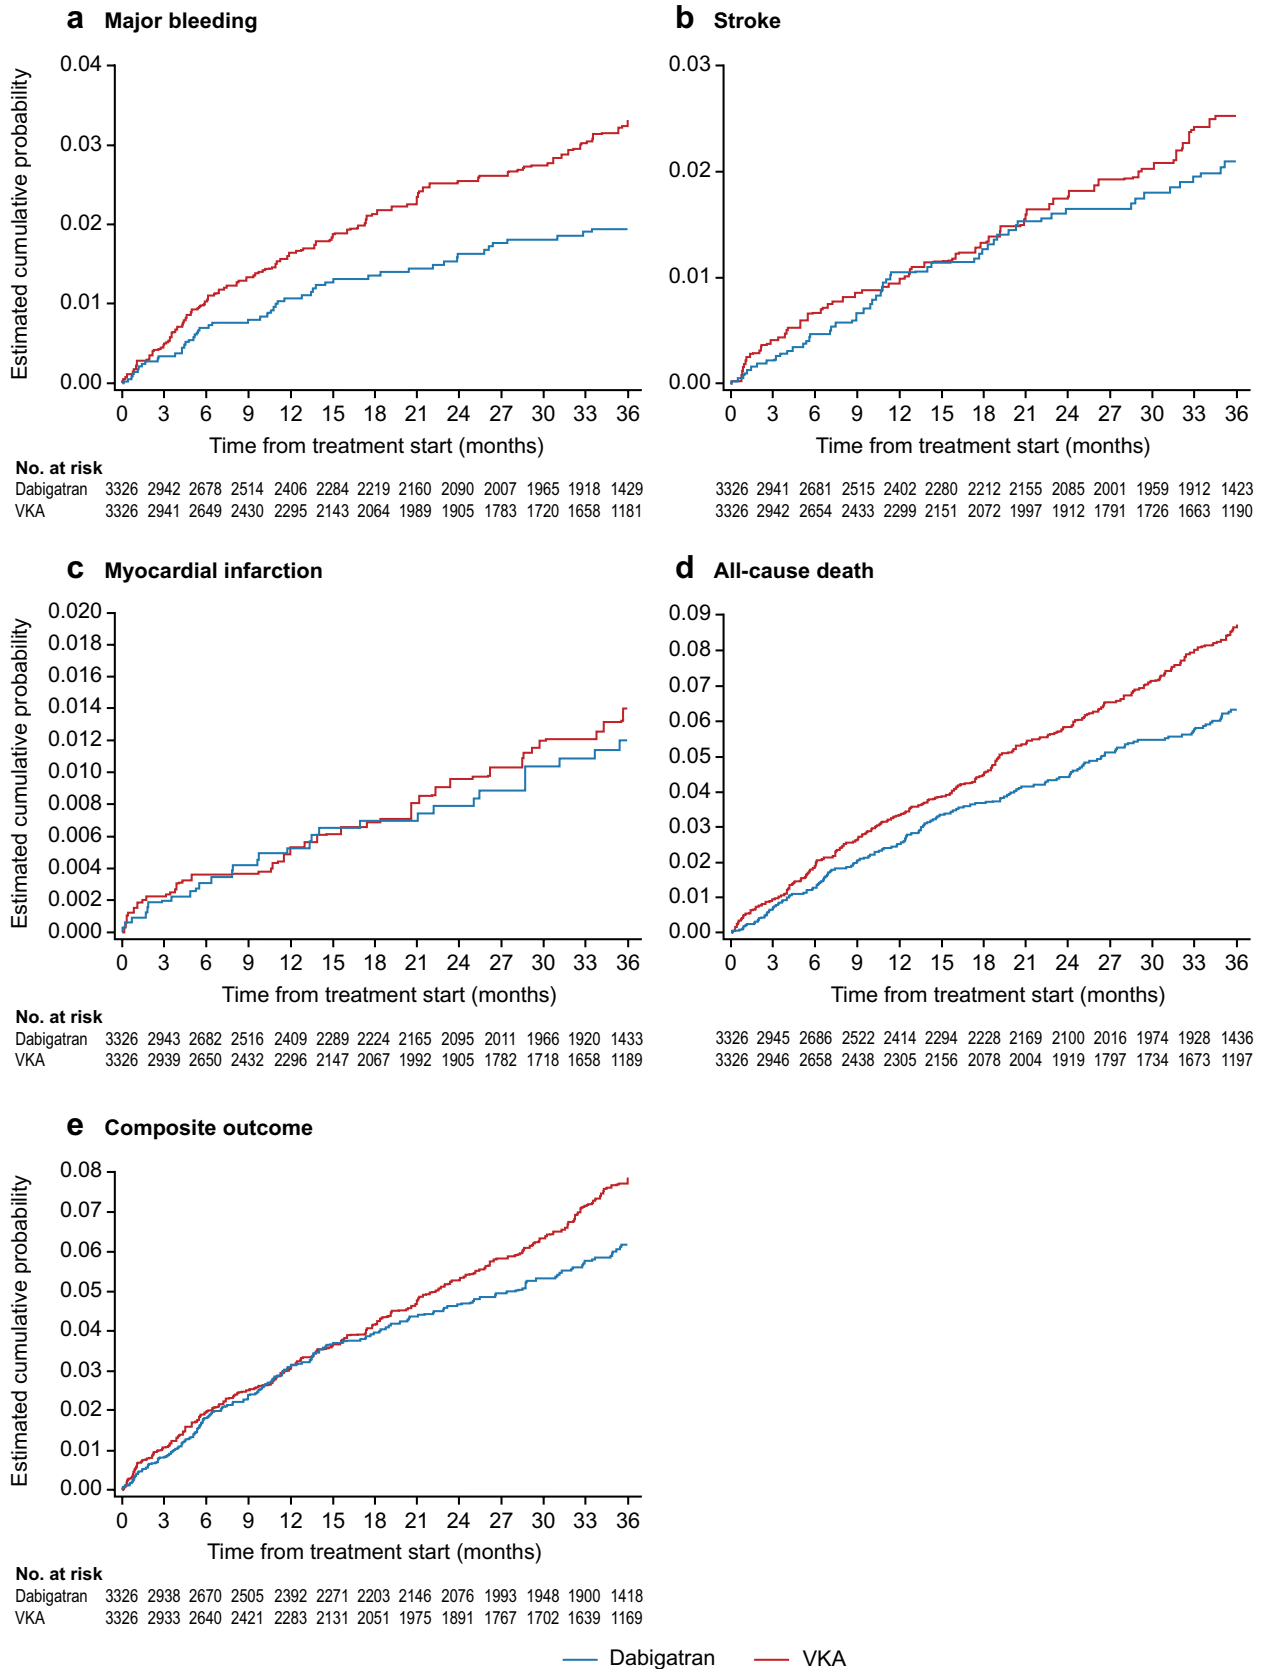 a Major bleeding
b Stroke
Estimated cumulative probability
0.04
0.03
0.02
0.01
0.00
0 3 6 9 12 15 18 21 24 27 30 33 36
Time from treatment start (months)
0.03
0.02
0.01
0.00
0 3 6 9 12 15 18 21 24 27 30 33 36
Time from treatment start (months)
No. at risk
Dabigatran 3326 2942 2678 2514 2406 2284 2219 2160 2090 2007 1965 1918 1429
VKA 3326 2941 2649 2430 2295 2143 2064 1989 1905 1783 1720 1658 1181
3326 2941 2681 2515 2402 2280 2212 2155 2085 2001 1959 1912 1423
3326 2942 2654 2433 2299 2151 2072 1997 1912 1791 1726 1663 1190
c Myocardial infarction
d All-cause death
Estimated cumulative probability
0.020
0.018
0.016
0.014
0.012
0.010
0.008
0.006
0.004
0.002
0.000
0 3 6 9 12 15 18 21 24 27 30 33 36
Time from treatment start (months)
0.09
0.08
0.07
0.06
0.05
0.04
0.03
0.02
0.01
0.00
0 3 6 9 12 15 18 21 24 27 30 33 36
Time from treatment start (months)
No. at risk
Dabigatran 3326 2943 2682 2516 2409 2289 2224 2165 2095 2011 1966 1920 1433
VKA 3326 2939 2650 2432 2296 2147 2067 1992 1905 1782 1718 1658 1189
3326 2945 2686 2522 2414 2294 2228 2169 2100 2016 1974 1928 1436
3326 2946 2658 2438 2305 2156 2078 2004 1919 1797 1734 1673 1197
e Composite outcome
Estimated cumulative probability
0.08
0.07
0.06
0.05
0.04
0.03
0.02
0.01
0.00
0 3 6 9 12 15 18 21 24 27 30 33 36
Time from treatment start (months)
No. at risk
Dabigatran 3326 2938 2670 2505 2392 2271 2203 2146 2076 1993 1948 1900 1418
VKA 3326 2933 2640 2421 2283 2131 2051 1975 1891 1767 1702 1639 1169
Dabigatran VKA